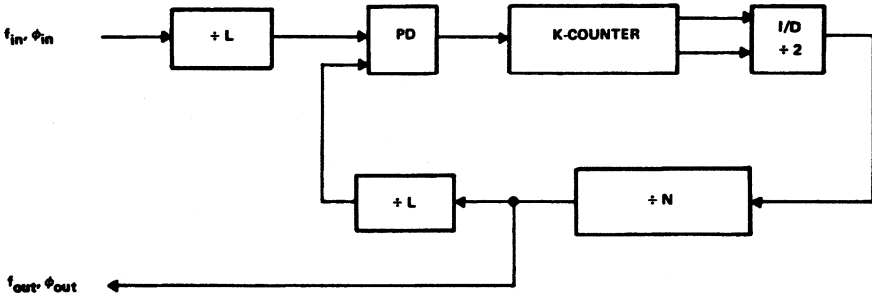 f_in, ϕ_in
÷ L
PD
K-COUNTER
I/D
÷ 2
÷ L
÷ N
f_out, ϕ_out